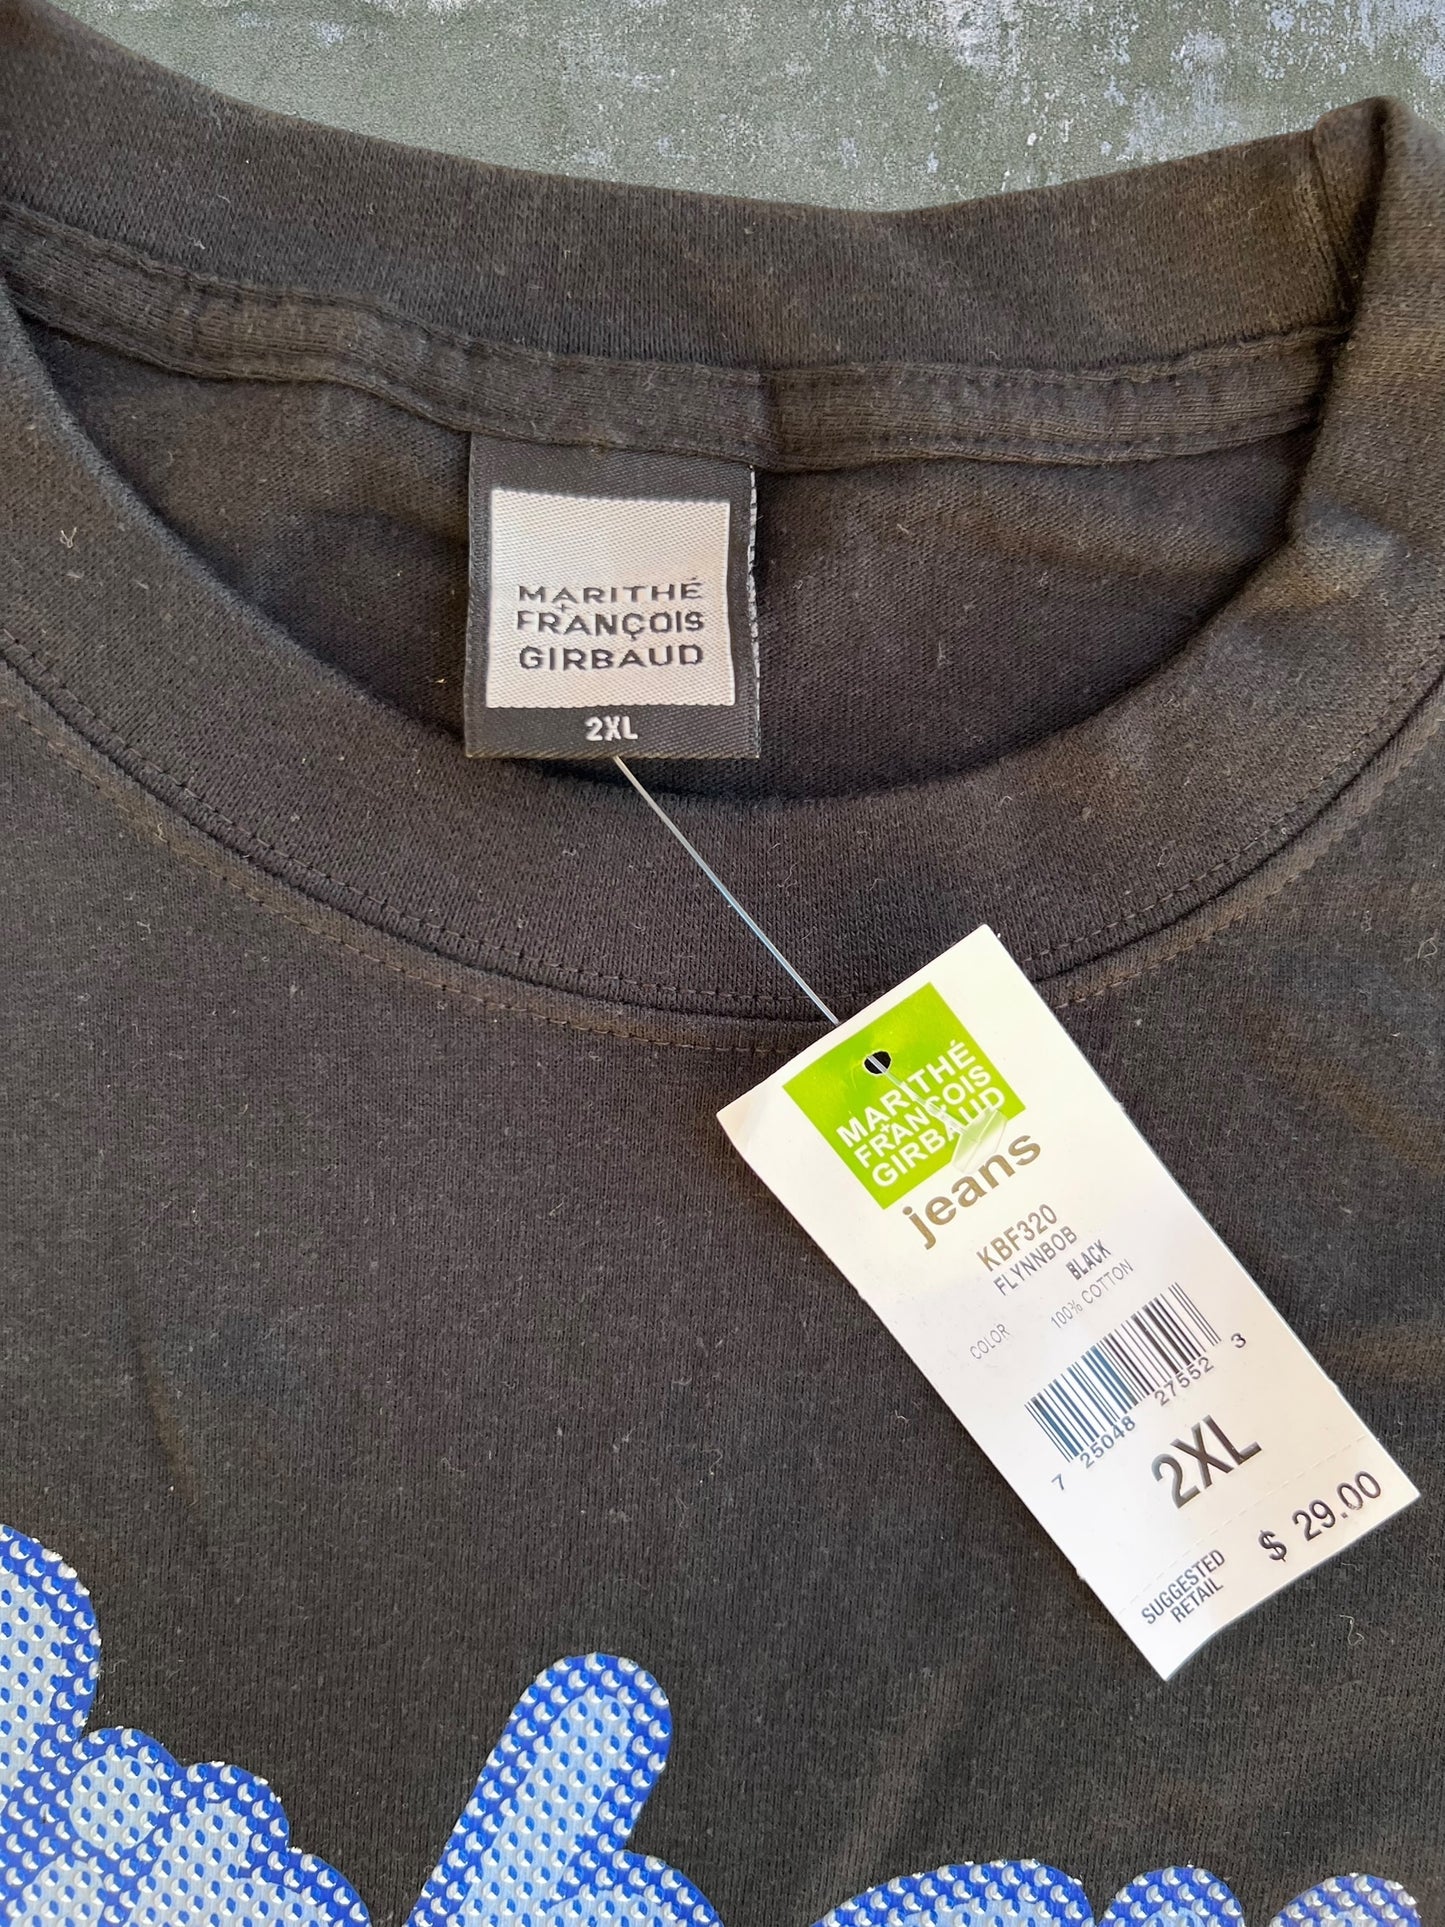 MARITHÉ
+
FRANÇOIS
GIRBAUD
2XL
MARITHÉ
+
FRANÇOIS
GIRBAUD
jeans
KBF320
FLYNNBOB
BLACK
COLOR 100% COTTON
7 25048 27552 3
2XL
SUGGESTED
RETAIL
$ 29.00